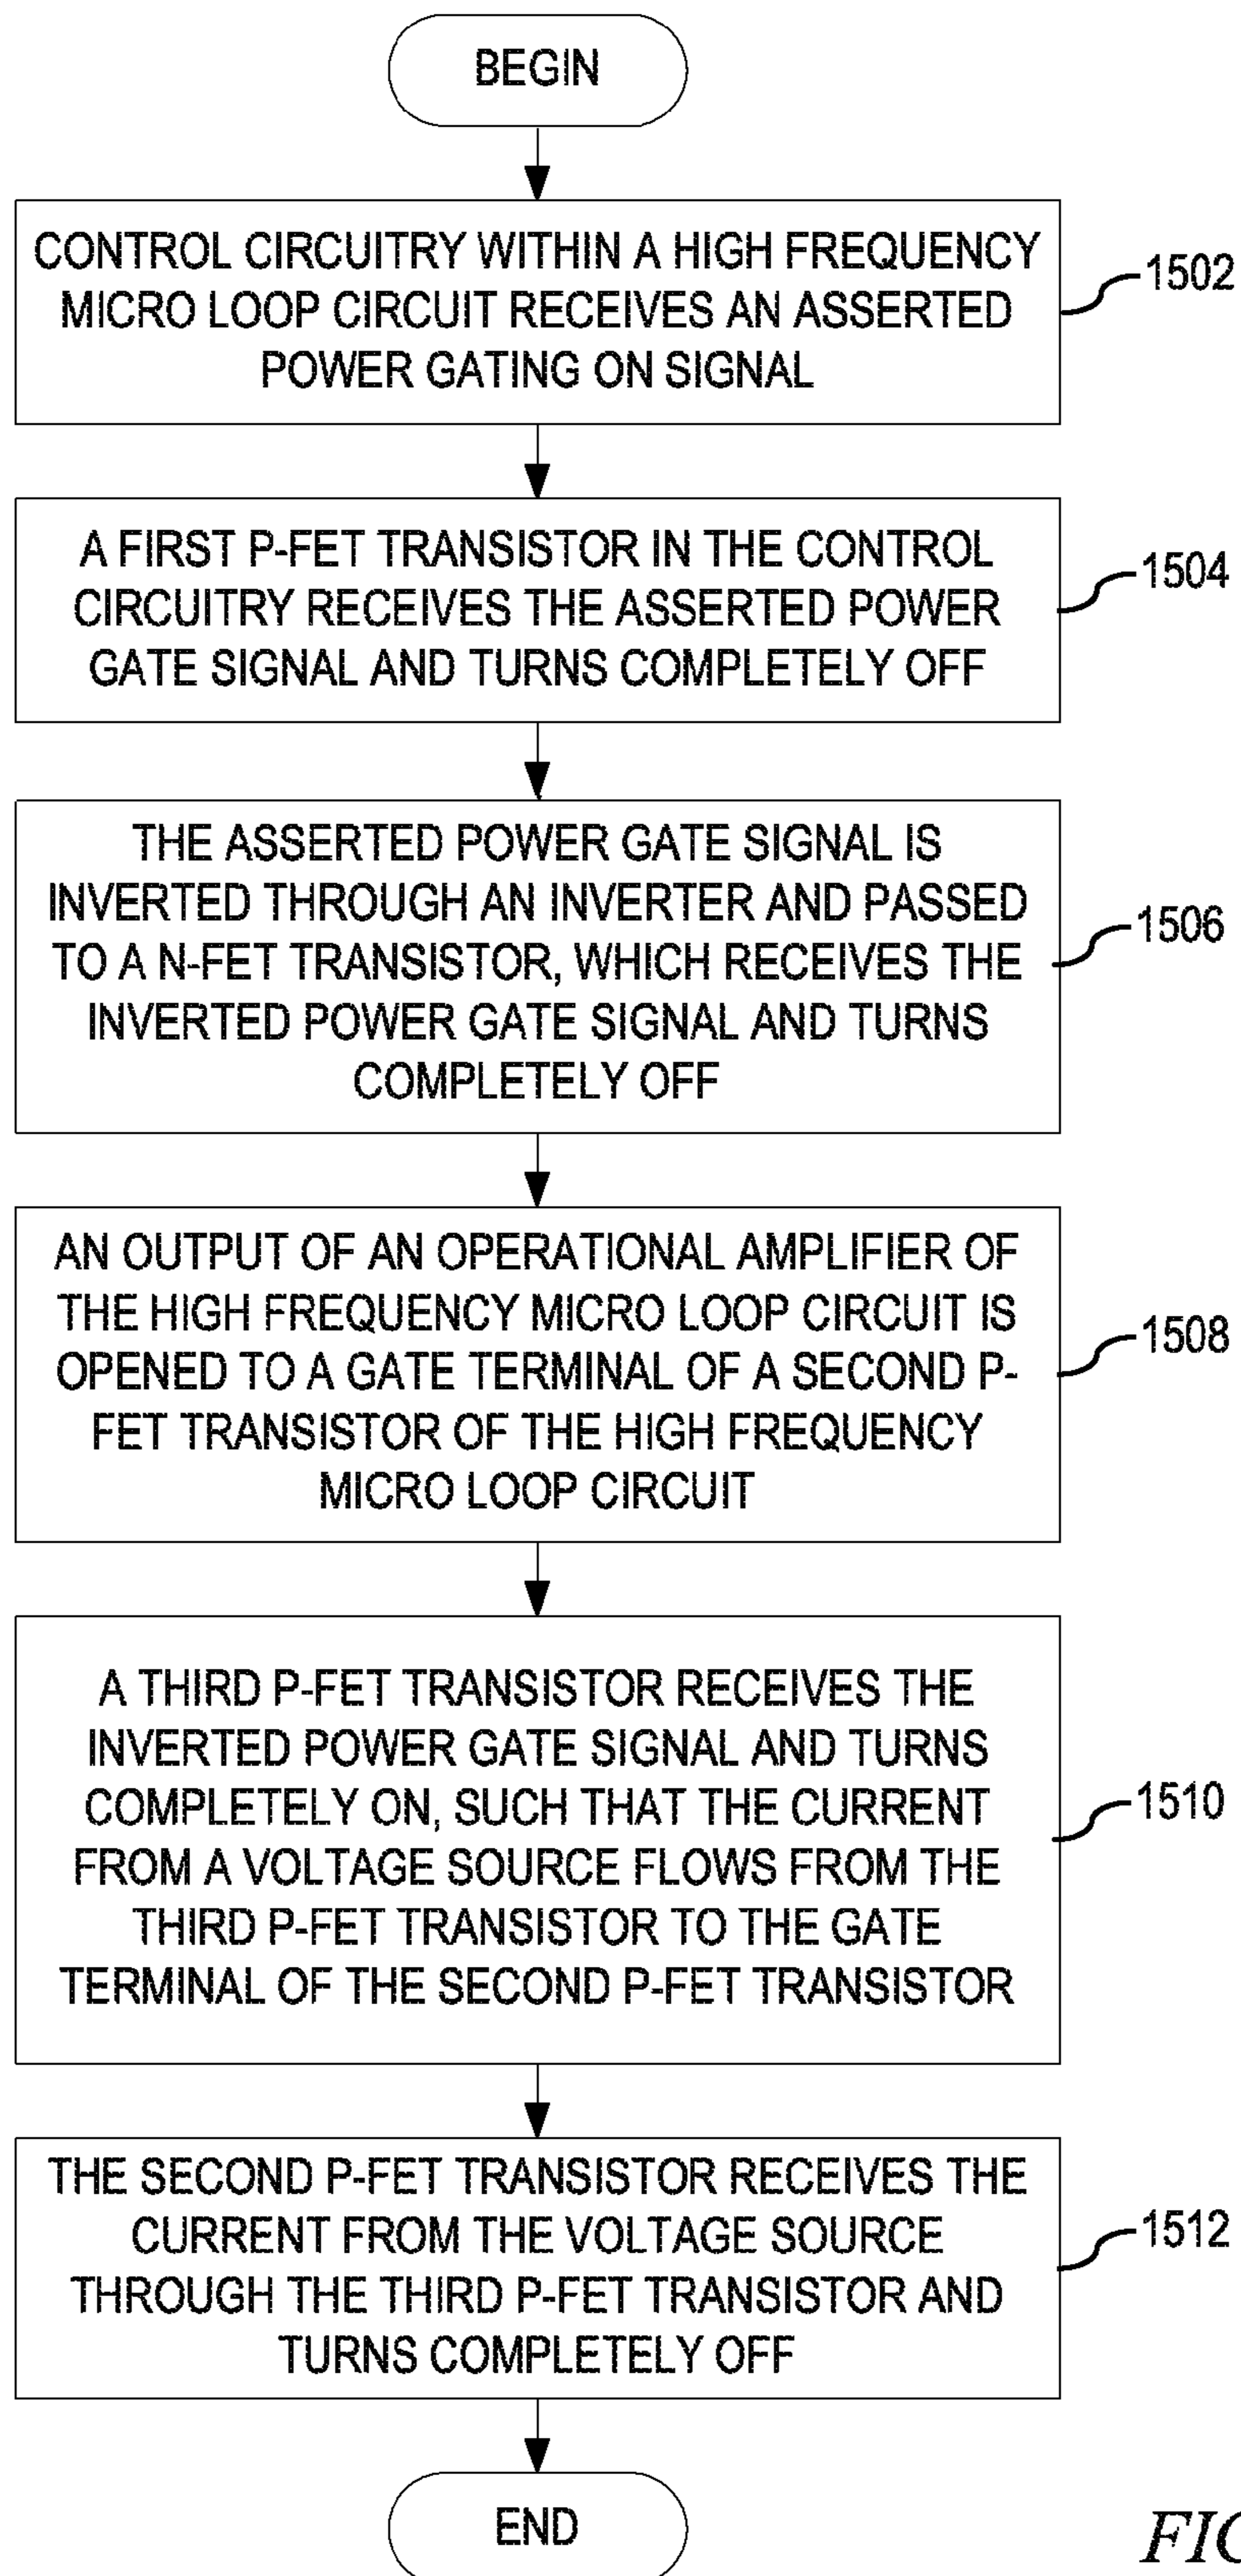 BEGIN
CONTROL CIRCUITRY WITHIN A HIGH FREQUENCY
MICRO LOOP CIRCUIT RECEIVES AN ASSERTED
POWER GATING ON SIGNAL
1502
A FIRST P-FET TRANSISTOR IN THE CONTROL
CIRCUITRY RECEIVES THE ASSERTED POWER
GATE SIGNAL AND TURNS COMPLETELY OFF
1504
THE ASSERTED POWER GATE SIGNAL IS
INVERTED THROUGH AN INVERTER AND PASSED
TO A N-FET TRANSISTOR, WHICH RECEIVES THE
INVERTED POWER GATE SIGNAL AND TURNS
COMPLETELY OFF
1506
AN OUTPUT OF AN OPERATIONAL AMPLIFIER OF
THE HIGH FREQUENCY MICRO LOOP CIRCUIT IS
OPENED TO A GATE TERMINAL OF A SECOND P-
FET TRANSISTOR OF THE HIGH FREQUENCY
MICRO LOOP CIRCUIT
1508
A THIRD P-FET TRANSISTOR RECEIVES THE
INVERTED POWER GATE SIGNAL AND TURNS
COMPLETELY ON, SUCH THAT THE CURRENT
FROM A VOLTAGE SOURCE FLOWS FROM THE
THIRD P-FET TRANSISTOR TO THE GATE
TERMINAL OF THE SECOND P-FET TRANSISTOR
1510
THE SECOND P-FET TRANSISTOR RECEIVES THE
CURRENT FROM THE VOLTAGE SOURCE
THROUGH THE THIRD P-FET TRANSISTOR AND
TURNS COMPLETELY OFF
1512
END